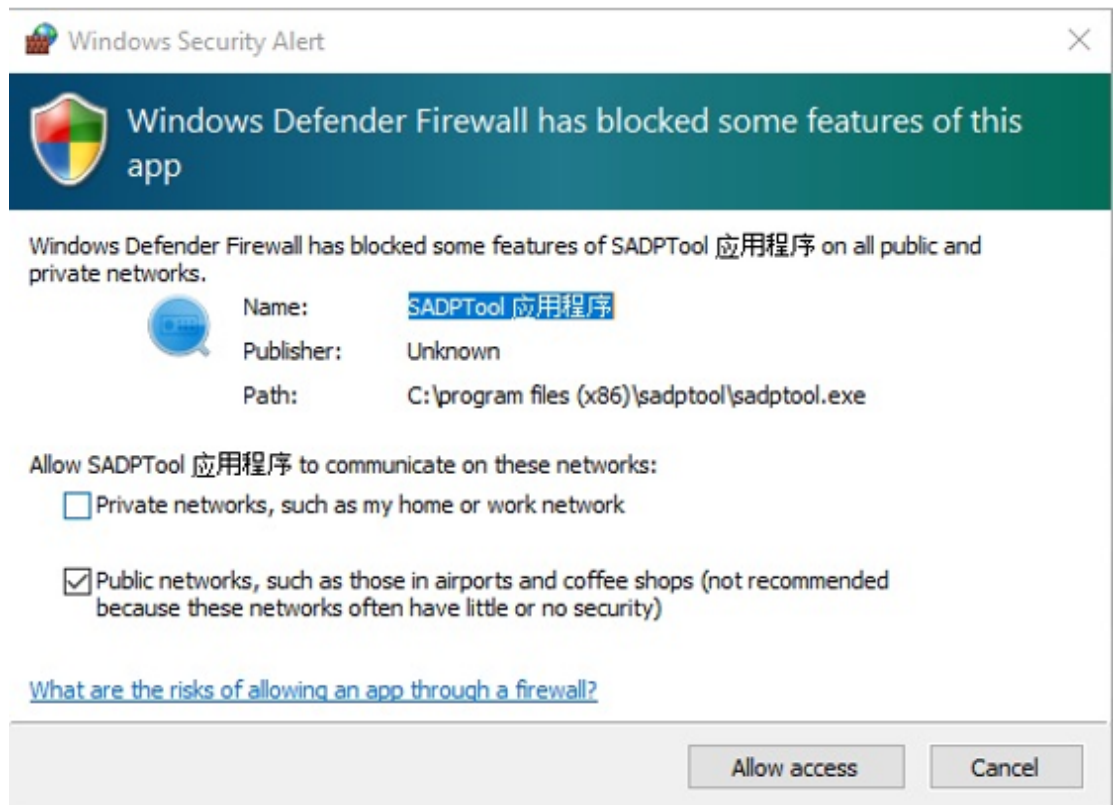 Windows Security Alert
Windows Defender Firewall has blocked some features of this
app
Windows Defender Firewall has blocked some features of SADPTool 应用程序 on all public and
private networks.
Name: SADPTool 应用程序
Publisher: Unknown
Path: C:\program files (x86)\sadptool\sadptool.exe
Allow SADPTool 应用程序 to communicate on these networks:
Private networks, such as my home or work network
Public networks, such as those in airports and coffee shops (not recommended
because these networks often have little or no security)
What are the risks of allowing an app through a firewall?
Allow access Cancel